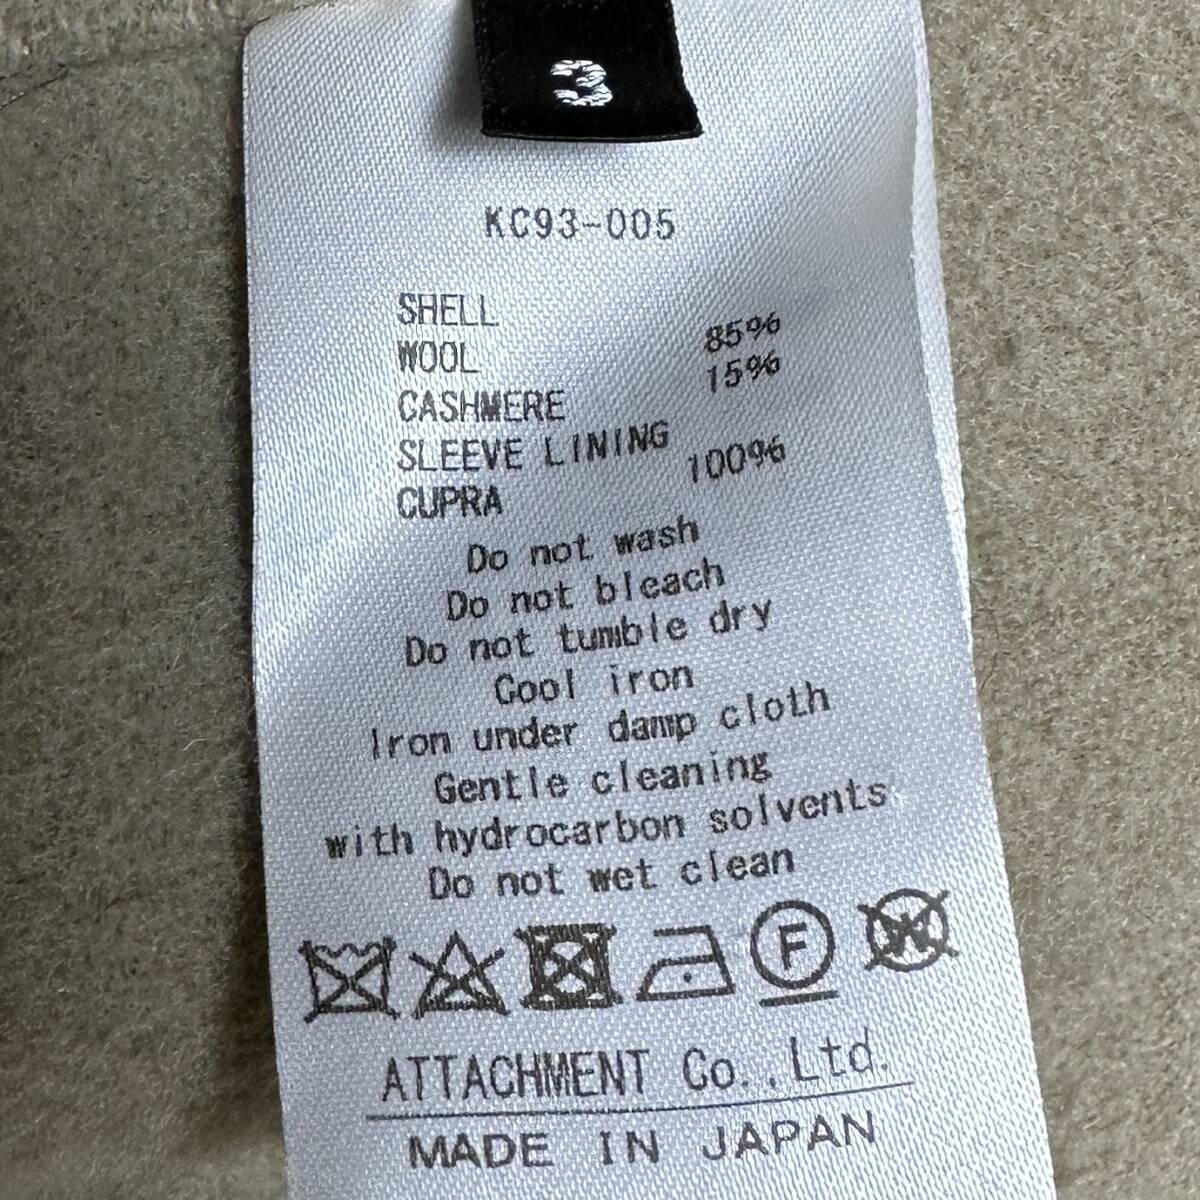 3
KC93-005
SHELL
WOOL 85%
CASHMERE 15%
SLEEVE LINING
CUPRA 100%
Do not wash
Do not bleach
Do not tumble dry
Cool iron
Iron under damp cloth
Gentle cleaning
with hydrocarbon solvents
Do not wet clean
F W
ATTACHMENT Co.,Ltd.
MADE IN JAPAN